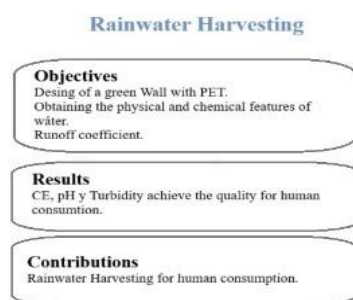 Rainwater Harvesting
Objectives
Desing of a green Wall with PET.
Obtaining the physical and chemical features of
wáter.
Runoff coefficient.
Results
CE, pH y Turbidity achieve the quality for human
consumtion.
Contributions
Rainwater Harvesting for human consumption.